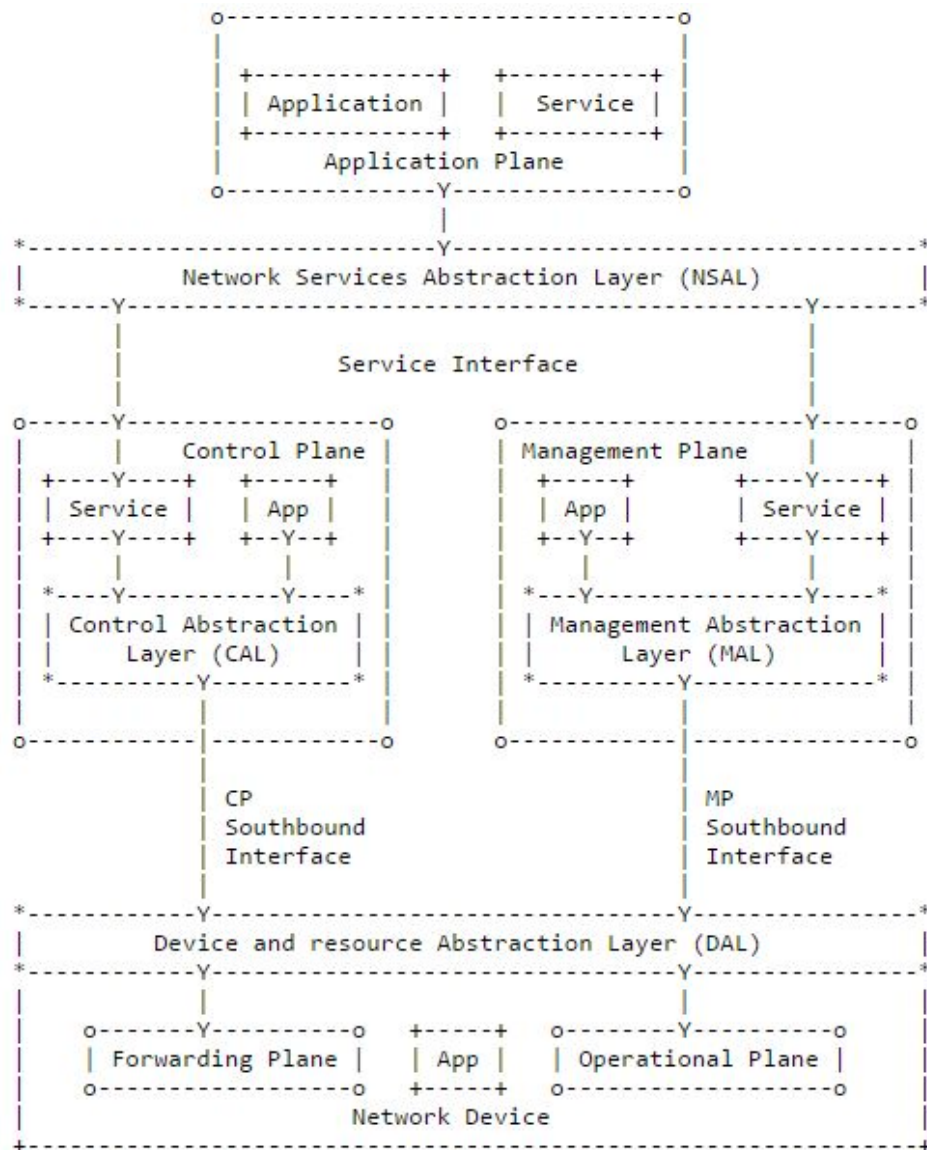 Application Service
Application Plane
Network Services Abstraction Layer (NSAL)
Service Interface
Control Plane Management Plane
Service App App Service
Control Abstraction Management Abstraction
Layer (CAL) Layer (MAL)
CP MP
Southbound Southbound
Interface Interface
Device and resource Abstraction Layer (DAL)
Forwarding Plane App Operational Plane
Network Device